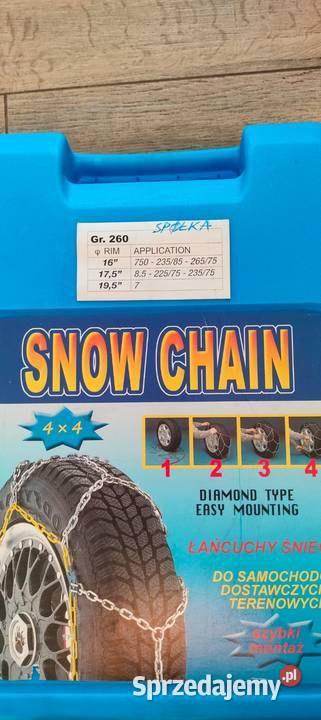 SPÓŁKA
Gr. 260
φ RIM APPLICATION
16" 750 - 235/85 - 265/75
17,5" 8.5 - 225/75 - 235/75
19,5" 7
SNOW CHAIN
4 x 4
1 2 3 4
DIAMOND TYPE
EASY MOUNTING
ŁAŃCUCHY ŚNIE
DO SAMOCHOD
DOSTAWCZYC
TERENOWYC
szybki
montaż
Sprzedajemy.pl